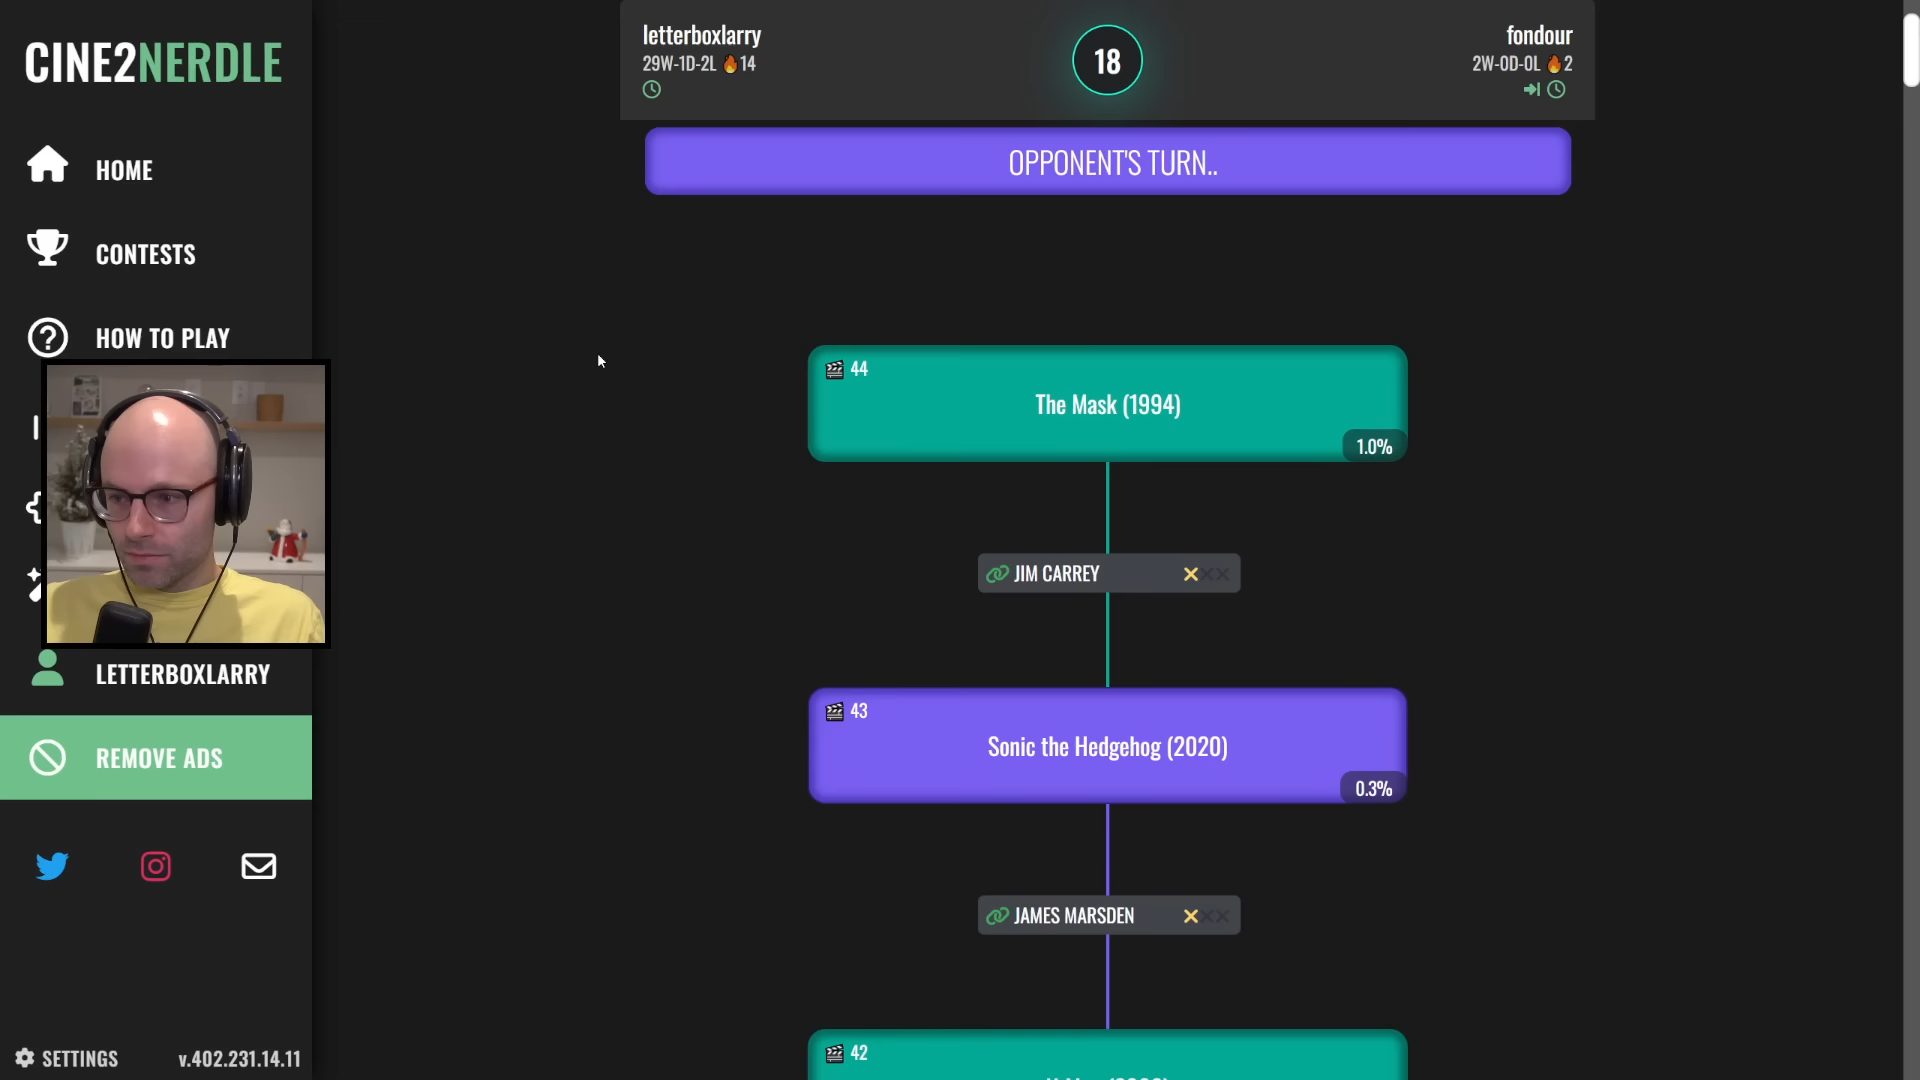 CINE2NERDLE
HOME
CONTESTS
HOW TO PLAY
LETTERBOXLARRY
REMOVE ADS
SETTINGS
v.402.231.14.11
letterboxlarry
29W-1D-2L 🔥14
18
fondour
2W-0D-0L 🔥2
OPPONENT'S TURN..
44
The Mask (1994)
1.0%
JIM CARREY
43
Sonic the Hedgehog (2020)
0.3%
JAMES MARSDEN
42